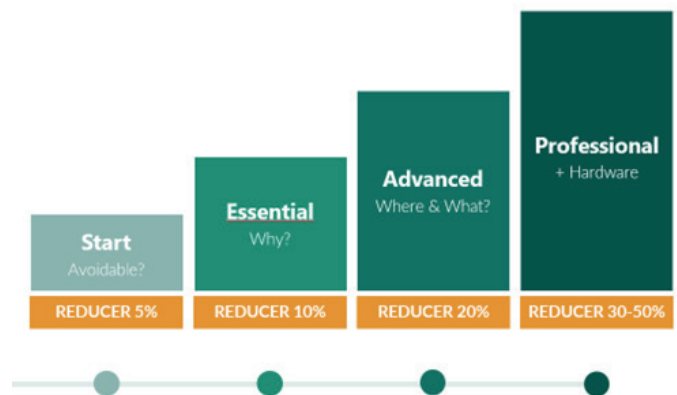 Start
Avoidable?
REDUCER 5%
Essential
Why?
REDUCER 10%
Advanced
Where & What?
REDUCER 20%
Professional
+ Hardware
REDUCER 30-50%